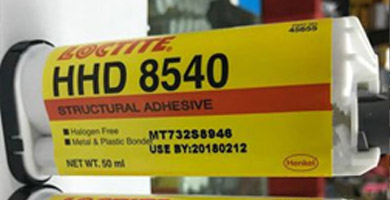 45655
LOCTITE
HHD 8540
STRUCTURAL ADHESIVE
■ Halogen Free
■ Metal & Plastic Bonder
MT732S8946
USE BY:20180212
NET WT. 50 ml
Henkel